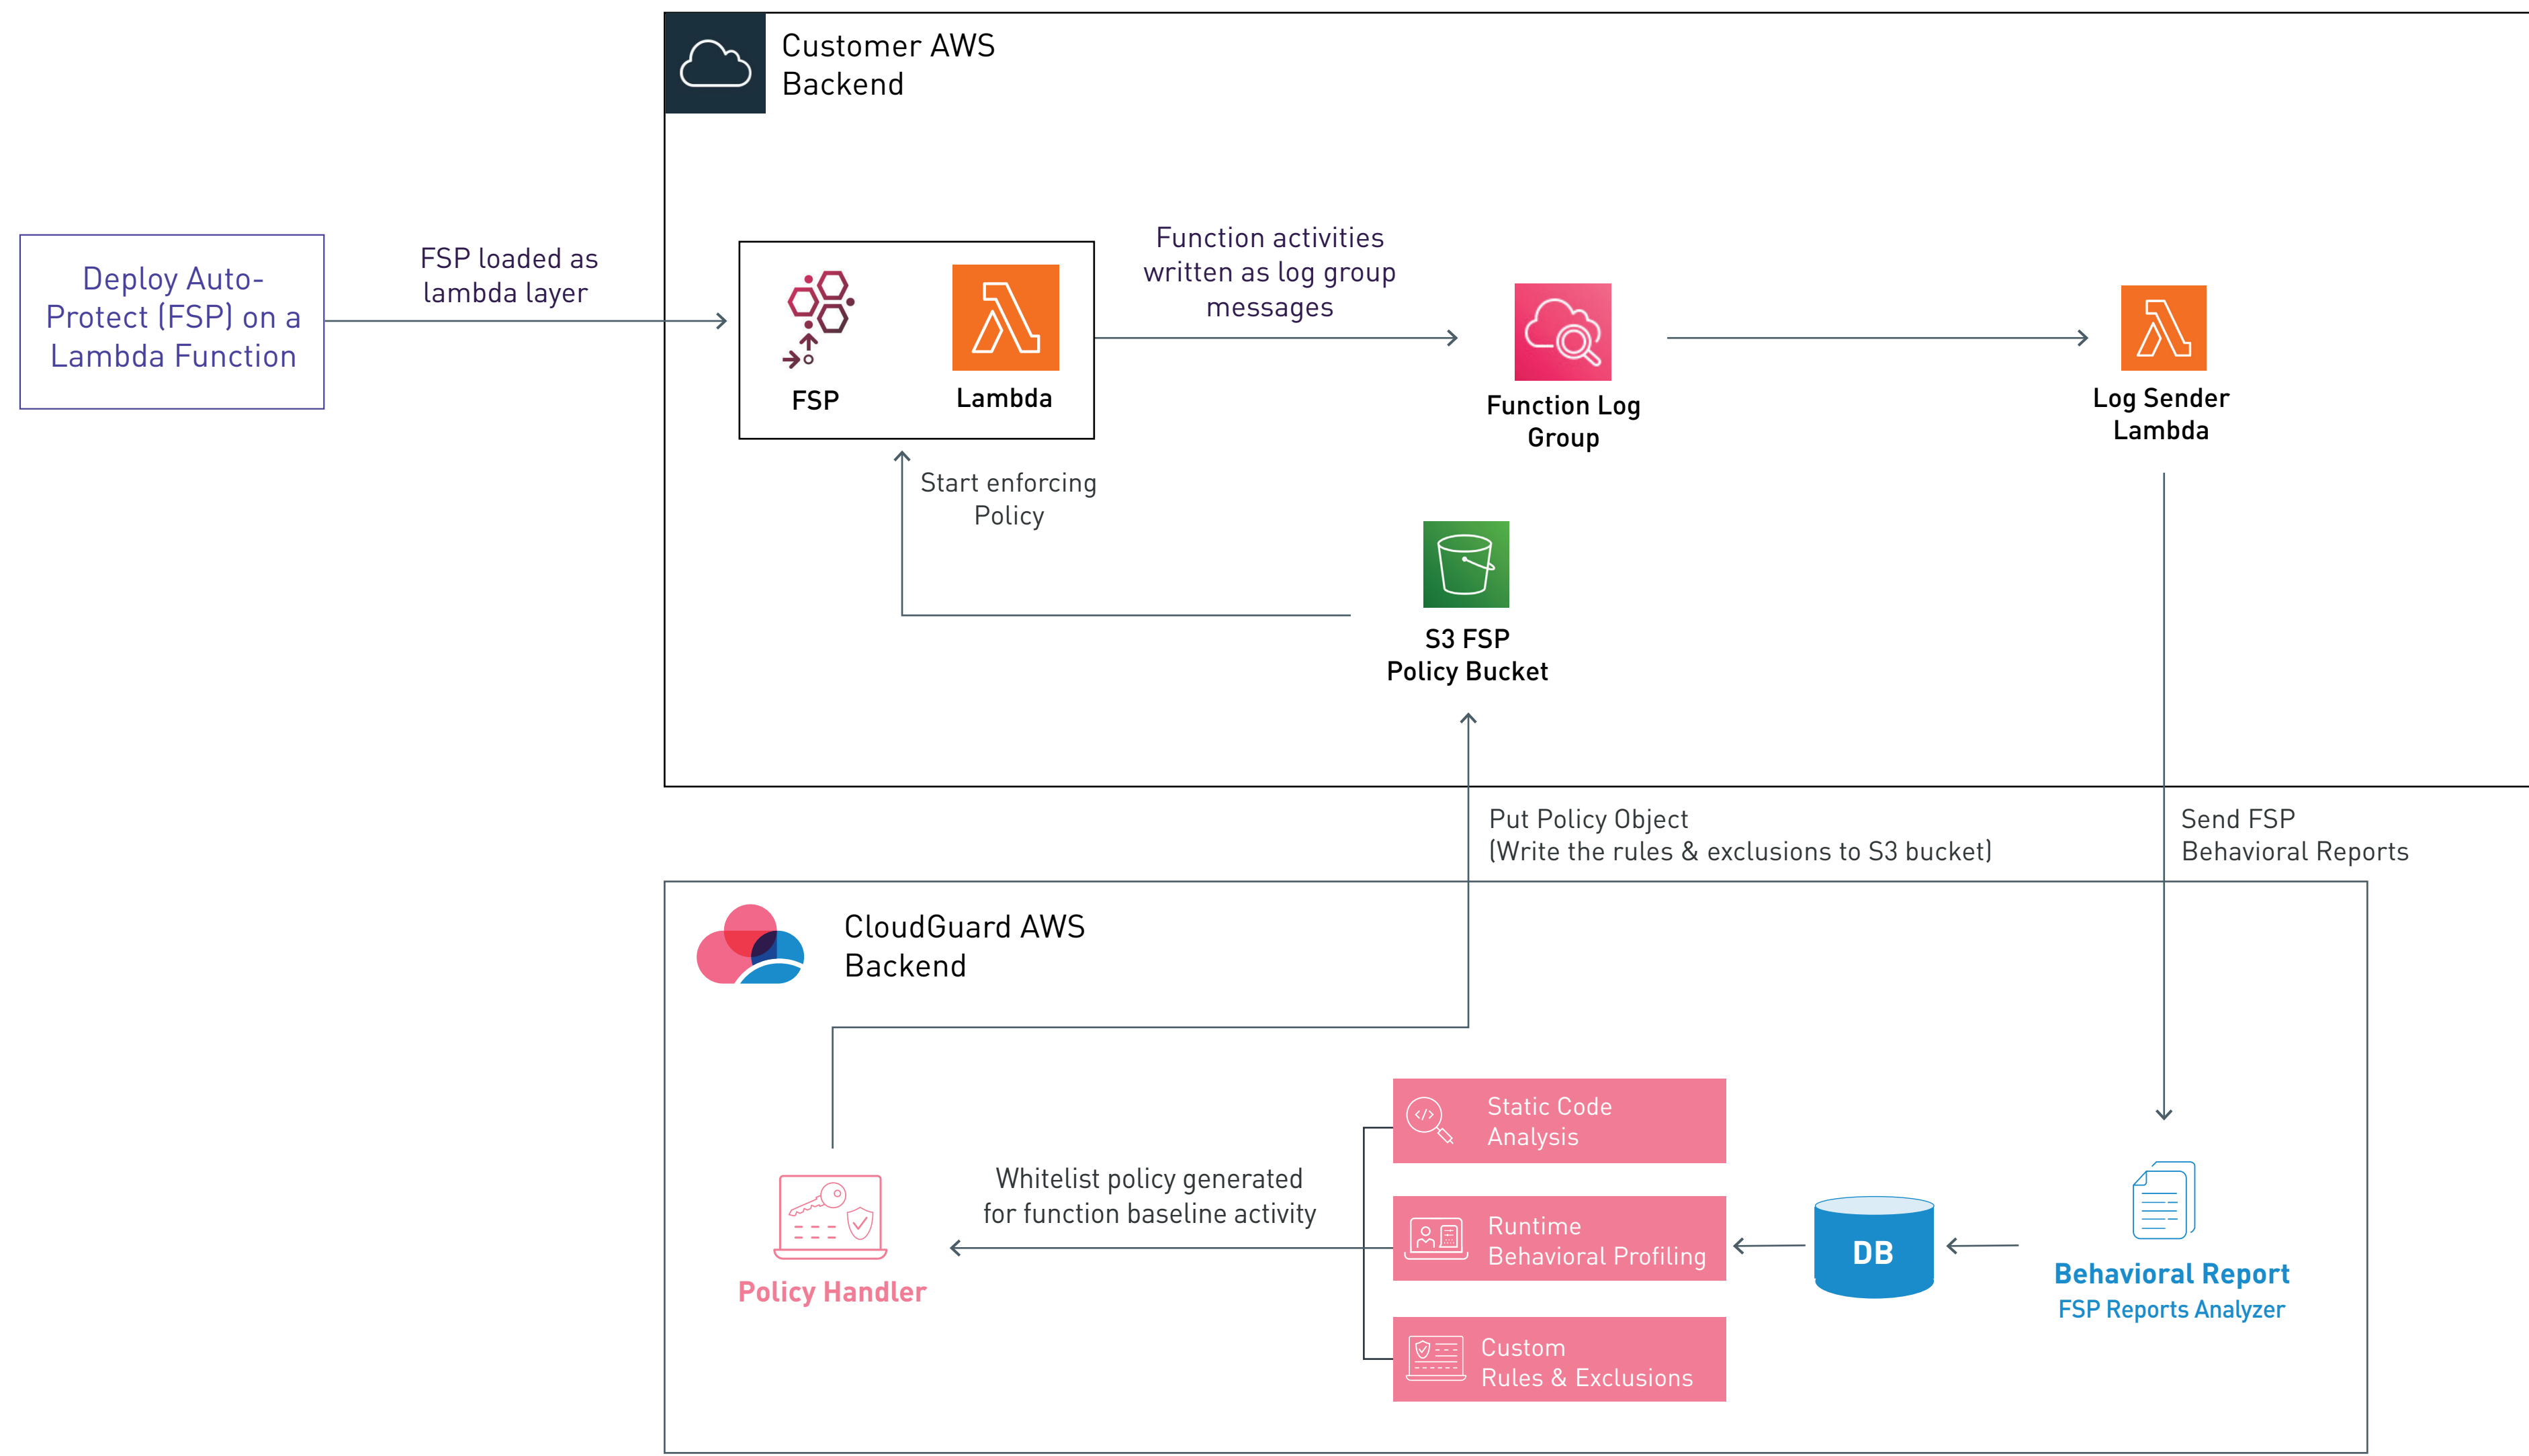 Customer AWS
Backend
Deploy Auto-
Protect (FSP) on a
Lambda Function
FSP loaded as
lambda layer
FSP
Lambda
Function activities
written as log group
messages
Function Log
Group
Log Sender
Lambda
Start enforcing
Policy
S3 FSP
Policy Bucket
Put Policy Object
(Write the rules & exclusions to S3 bucket)
Send FSP
Behavioral Reports
CloudGuard AWS
Backend
Policy Handler
Whitelist policy generated
for function baseline activity
</>
Static Code
Analysis
Runtime
Behavioral Profiling
Custom
Rules & Exclusions
DB
Behavioral Report
FSP Reports Analyzer